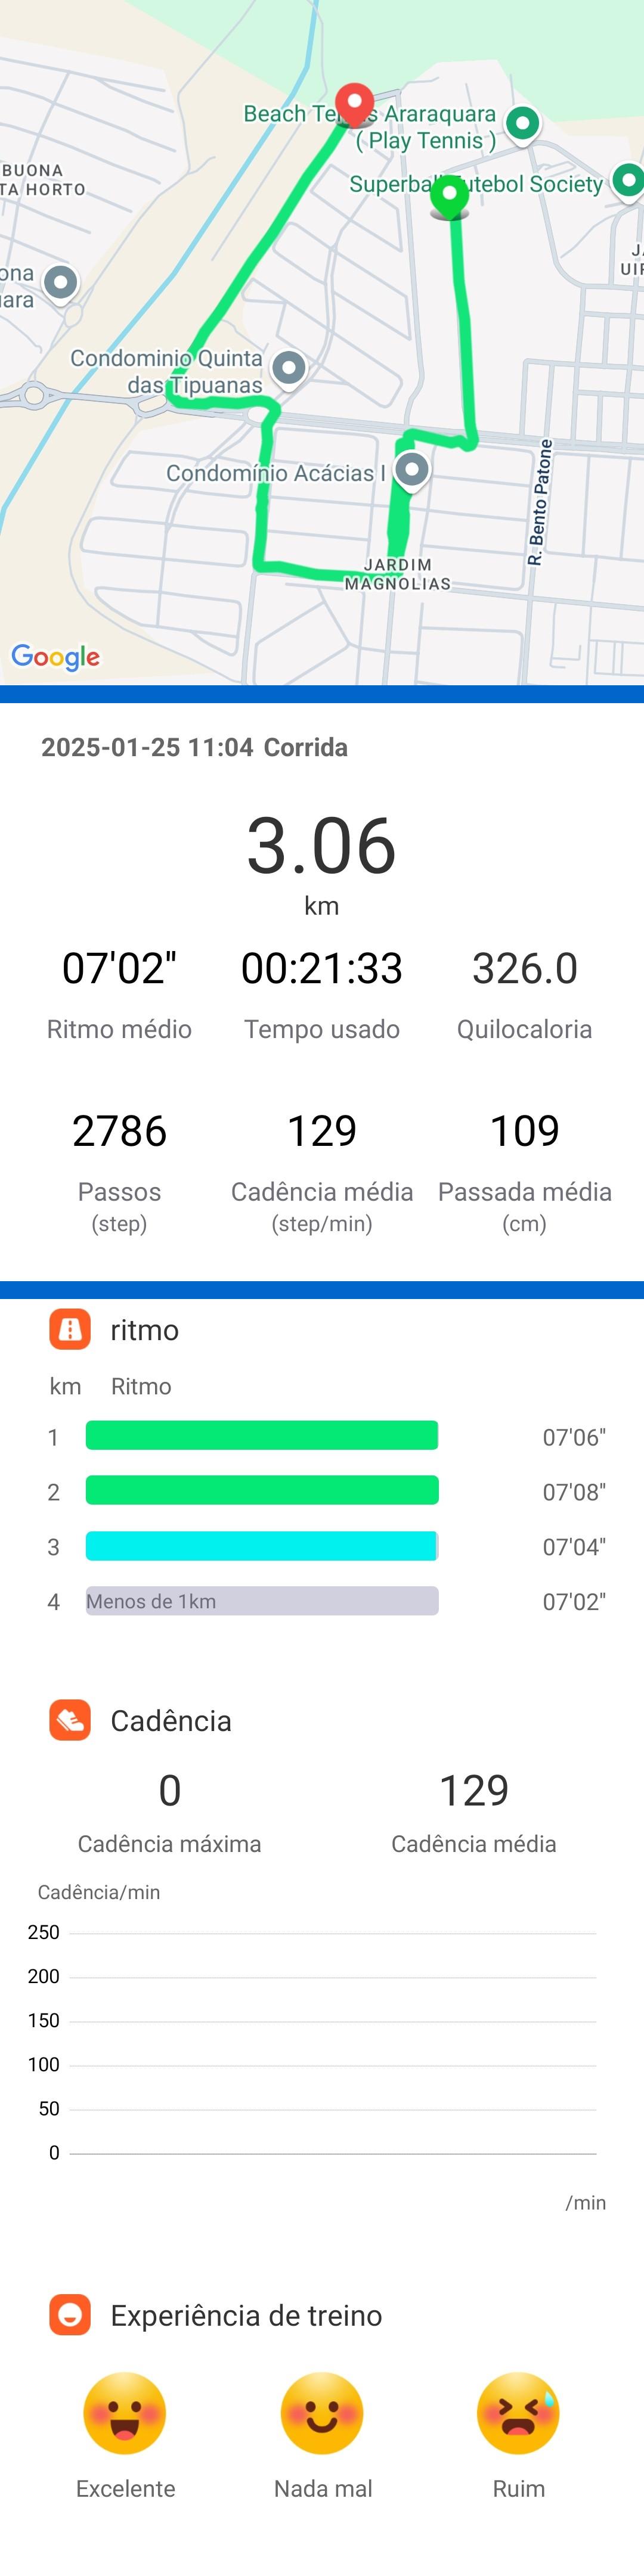 Beach Te s Araraquara
( Play Tennis )
BUONA
TA HORTO
Superba utebol Society
J
UIF
ona
ara
Condominio Quinta
das Tipuanas
Condomínio Acácias I
R. Bento Patone
JARDIM
MAGNOLIAS
Google
2025-01-25 11:04 Corrida
3.06
km
07'02" 00:21:33 326.0
Ritmo médio Tempo usado Quilocaloria
2786 129 109
Passos Cadência média Passada média
(step) (step/min) (cm)
ritmo
km Ritmo
1 07'06"
2 07'08"
3 07'04"
4 Menos de 1km 07'02"
Cadência
0 129
Cadência máxima Cadência média
Cadência/min
250
200
150
100
50
0
/min
Experiência de treino
Excelente Nada mal Ruim